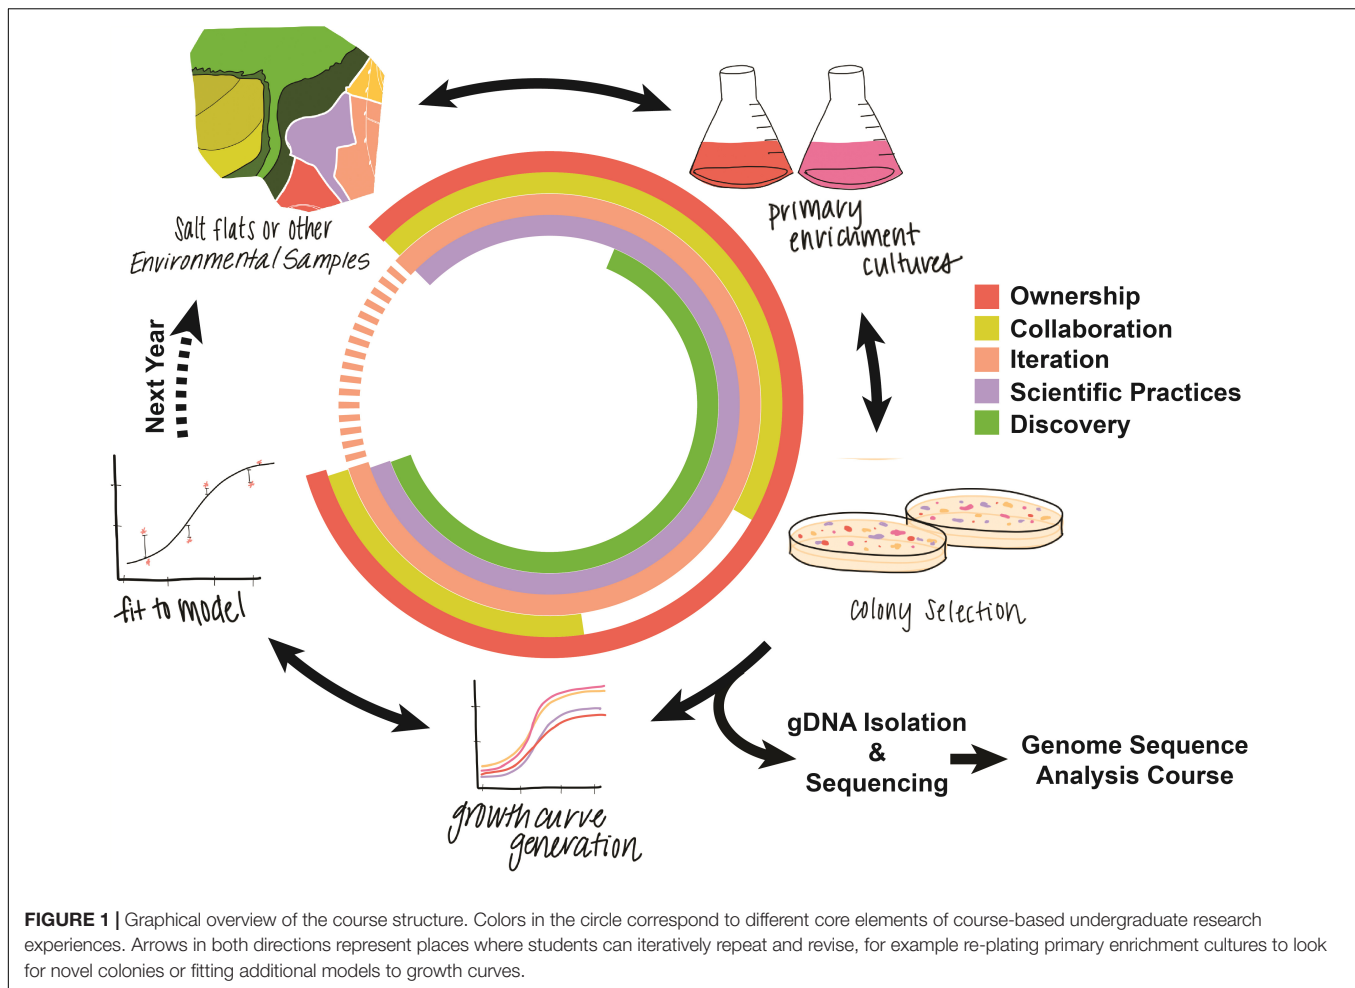 Salt flats or other
Environmental Samples
primary
enrichment
cultures
Ownership
Collaboration
Iteration
Scientific Practices
Discovery
Next Year
fit to model
colony selection
growth curve
generation
gDNA Isolation
&
Sequencing
Genome Sequence
Analysis Course
FIGURE 1 | Graphical overview of the course structure. Colors in the circle correspond to different core elements of course-based undergraduate research
experiences. Arrows in both directions represent places where students can iteratively repeat and revise, for example re-plating primary enrichment cultures to look
for novel colonies or fitting additional models to growth curves.